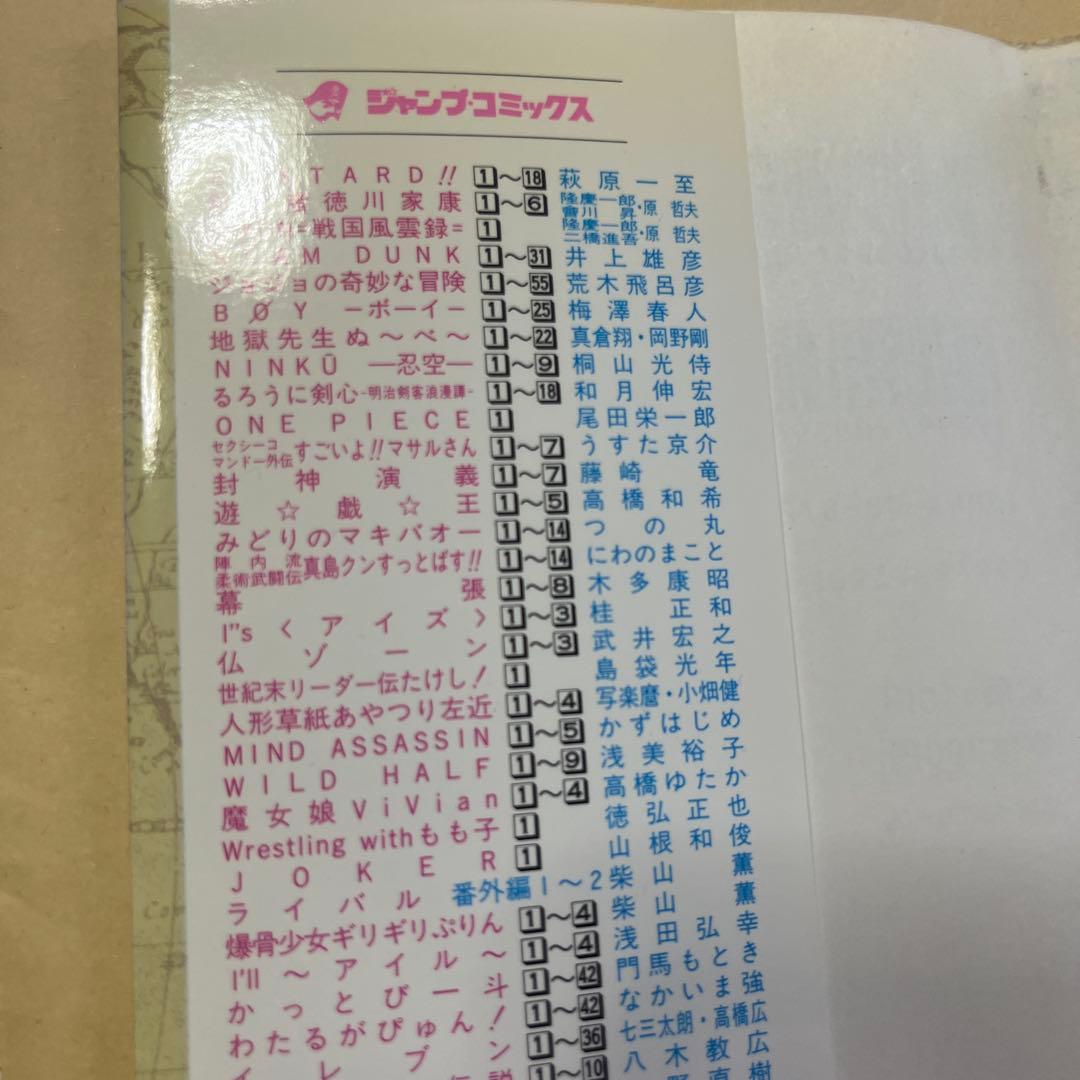 ジャンプ・コミックス
TARD!! 1〜18 萩原一至
徳川家康 1〜6 隆慶一郎 會川昇・原哲夫
=戦国風雲録= 1 隆慶一郎 二橋進吾・原哲夫
AM DUNK 1〜31 井上雄彦
ジョジョの奇妙な冒険 1〜55 荒木飛呂彦
BØY −ボーイ− 1〜25 梅澤春人
地獄先生ぬ〜べ〜 1〜22 真倉翔・岡野剛
NINKŪ —忍空— 1〜9 桐山光侍
るろうに剣心-明治剣客浪漫譚- 1〜18 和月伸宏
ONE PIECE 1 尾田栄一郎
セクシーコマンドー外伝 すごいよ!!マサルさん 1〜7 うすた京介
封神演義 1〜7 藤崎竜
遊☆戯☆王 1〜5 高橋和希
みどりのマキバオー 1〜14 つの丸
陣内流柔術武闘伝 真島クンすっとばす!! 1〜14 にわのまこと
幕張 1〜8 木多康昭
I"s〈アイズ〉 1〜3 桂正和
仏ゾーン 1〜3 武井宏之
世紀末リーダー伝たけし! 1 島袋光年
人形草紙あやつり左近 1〜4 写楽麿・小畑健
MIND ASSASSIN 1〜5 かずはじめ
WILD HALF 1〜9 浅美裕子
魔女娘ViVian 1〜4 高橋ゆたか
Wrestling withもも子 1 徳弘正也
JOKER 1 山根和俊
ライバル 番外編1〜2 柴山薫
爆骨少女ギリギリぷりん 1〜4 柴山薫
I'll 〜アイル〜 1〜4 浅田弘幸
かっとび一斗 1〜42 門馬もとき
わたるがぴゅん! 1〜42 なかいま強
イレブン 1〜36 七三太朗・高橋広
説 1〜10 八木教広
樹